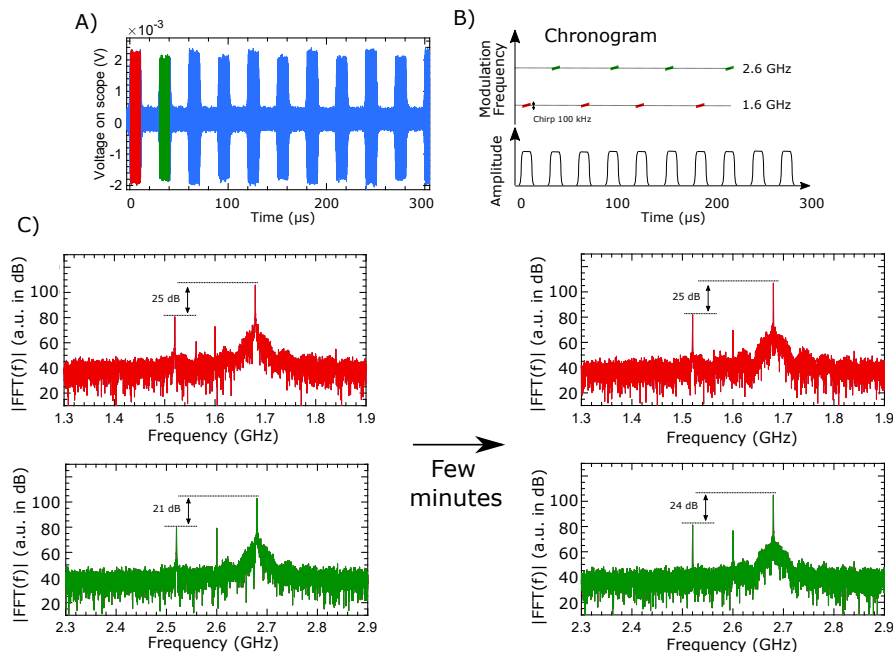 A)
×10⁻³
Voltage on scope (V)
2
1
0
-1
-2
0 100 200 300
Time (µs)
B)
Chronogram
Modulation
Frequency
2.6 GHz
1.6 GHz
Chirp 100 kHz
Amplitude
0 100 200 300
Time (µs)
C)
|FFT(f)| (a.u. in dB)
100
80
60
40
20
25 dB
1.3 1.4 1.5 1.6 1.7 1.8 1.9
Frequency (GHz)
|FFT(f)| (a.u. in dB)
100
80
60
40
20
25 dB
1.3 1.4 1.5 1.6 1.7 1.8 1.9
Frequency (GHz)
Few
minutes
|FFT(f)| (a.u. in dB)
100
80
60
40
20
21 dB
2.3 2.4 2.5 2.6 2.7 2.8 2.9
Frequency (GHz)
|FFT(f)| (a.u. in dB)
100
80
60
40
20
24 dB
2.3 2.4 2.5 2.6 2.7 2.8 2.9
Frequency (GHz)